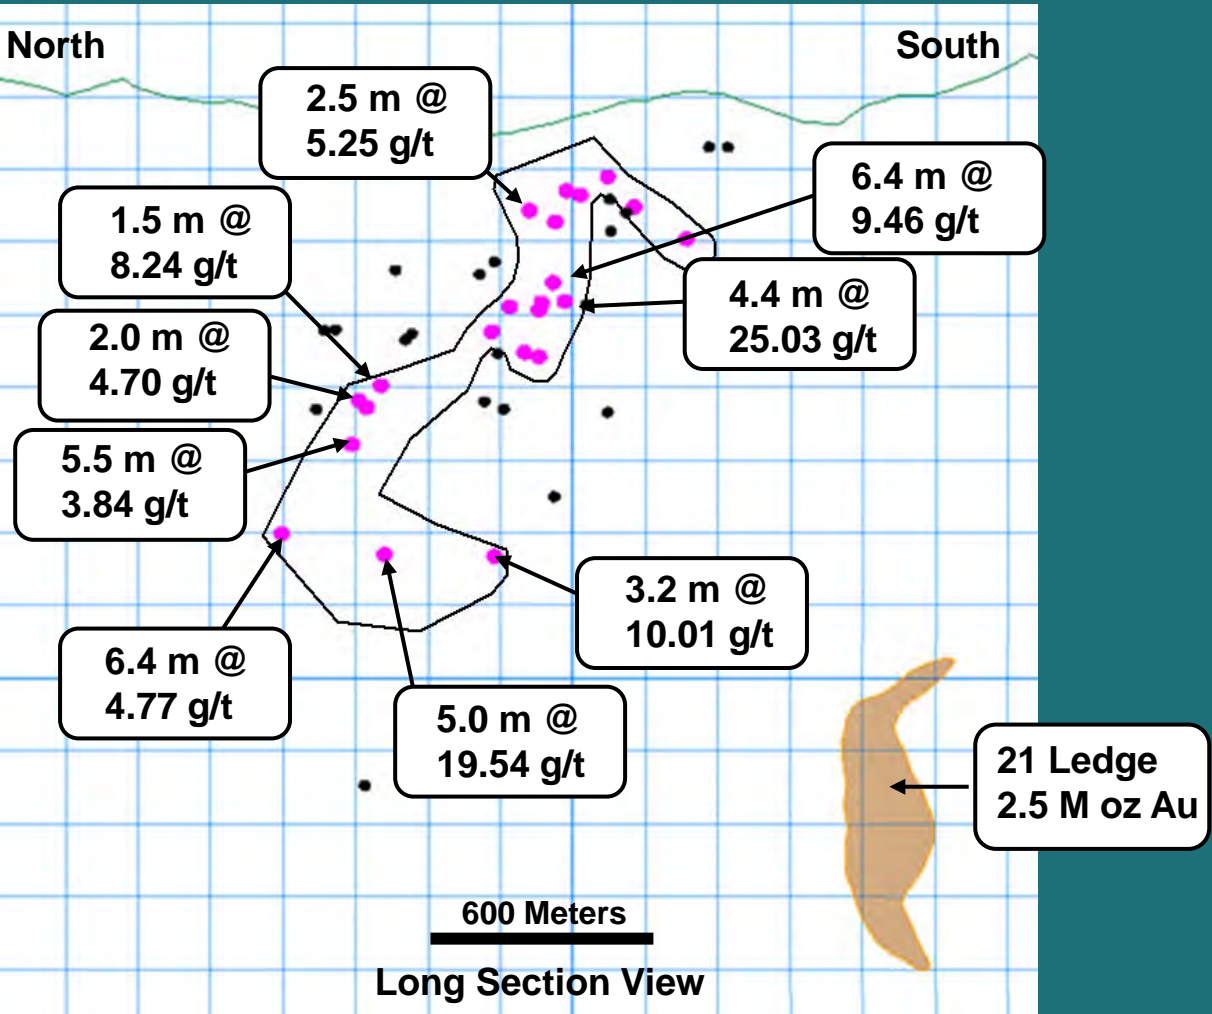 North
South
2.5 m @
5.25 g/t
6.4 m @
9.46 g/t
1.5 m @
8.24 g/t
4.4 m @
25.03 g/t
2.0 m @
4.70 g/t
5.5 m @
3.84 g/t
3.2 m @
10.01 g/t
6.4 m @
4.77 g/t
5.0 m @
19.54 g/t
21 Ledge
2.5 M oz Au
600 Meters
Long Section View